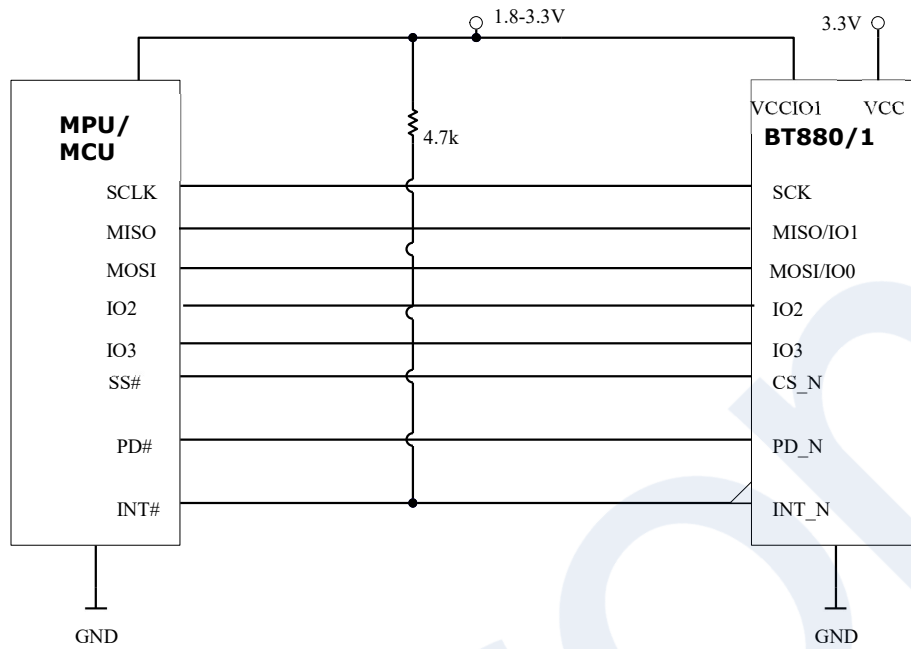 1.8-3.3V
3.3V
VCCIO1 VCC
MPU/
MCU
BT880/1
4.7k
SCLK
SCK
MISO
MISO/IO1
MOSI
MOSI/IO0
IO2
IO2
IO3
IO3
SS#
CS_N
PD#
PD_N
INT#
INT_N
GND
GND